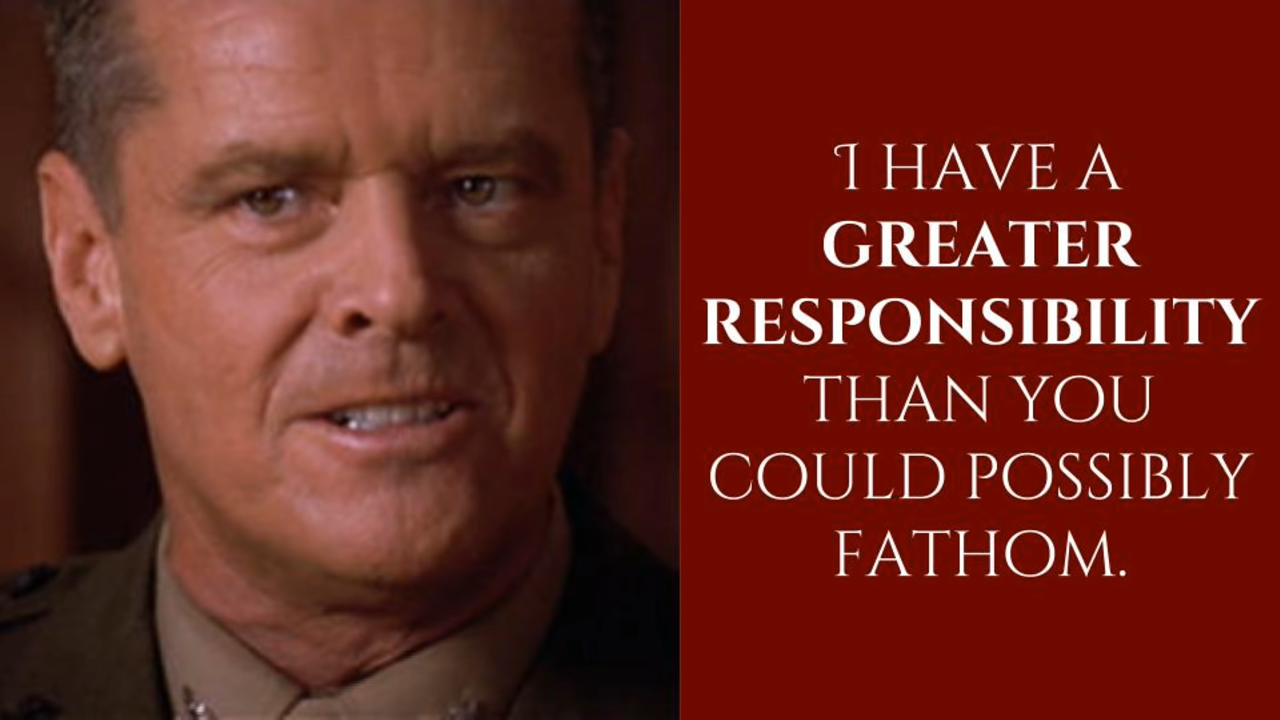 I HAVE A
GREATER
RESPONSIBILITY
THAN YOU
COULD POSSIBLY
FATHOM.